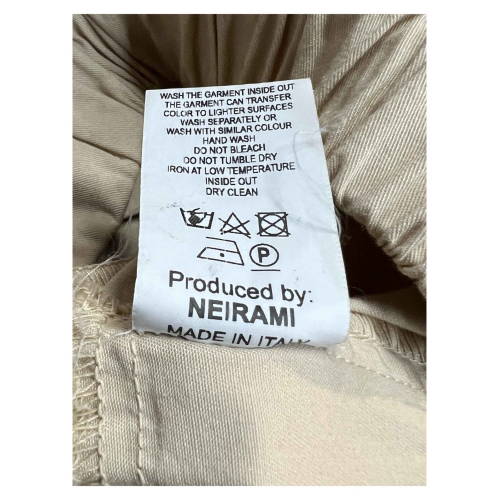 WASH THE GARMENT INSIDE OUT
THE GARMENT CAN TRANSFER
COLOR TO LIGHTER SURFACES
WASH SEPARATELY OR
WASH WITH SIMILAR COLOUR
HAND WASH
DO NOT BLEACH
DO NOT TUMBLE DRY
IRON AT LOW TEMPERATURE
INSIDE OUT
DRY CLEAN
P
Produced by:
NEIRAMI
MADE IN ITALY